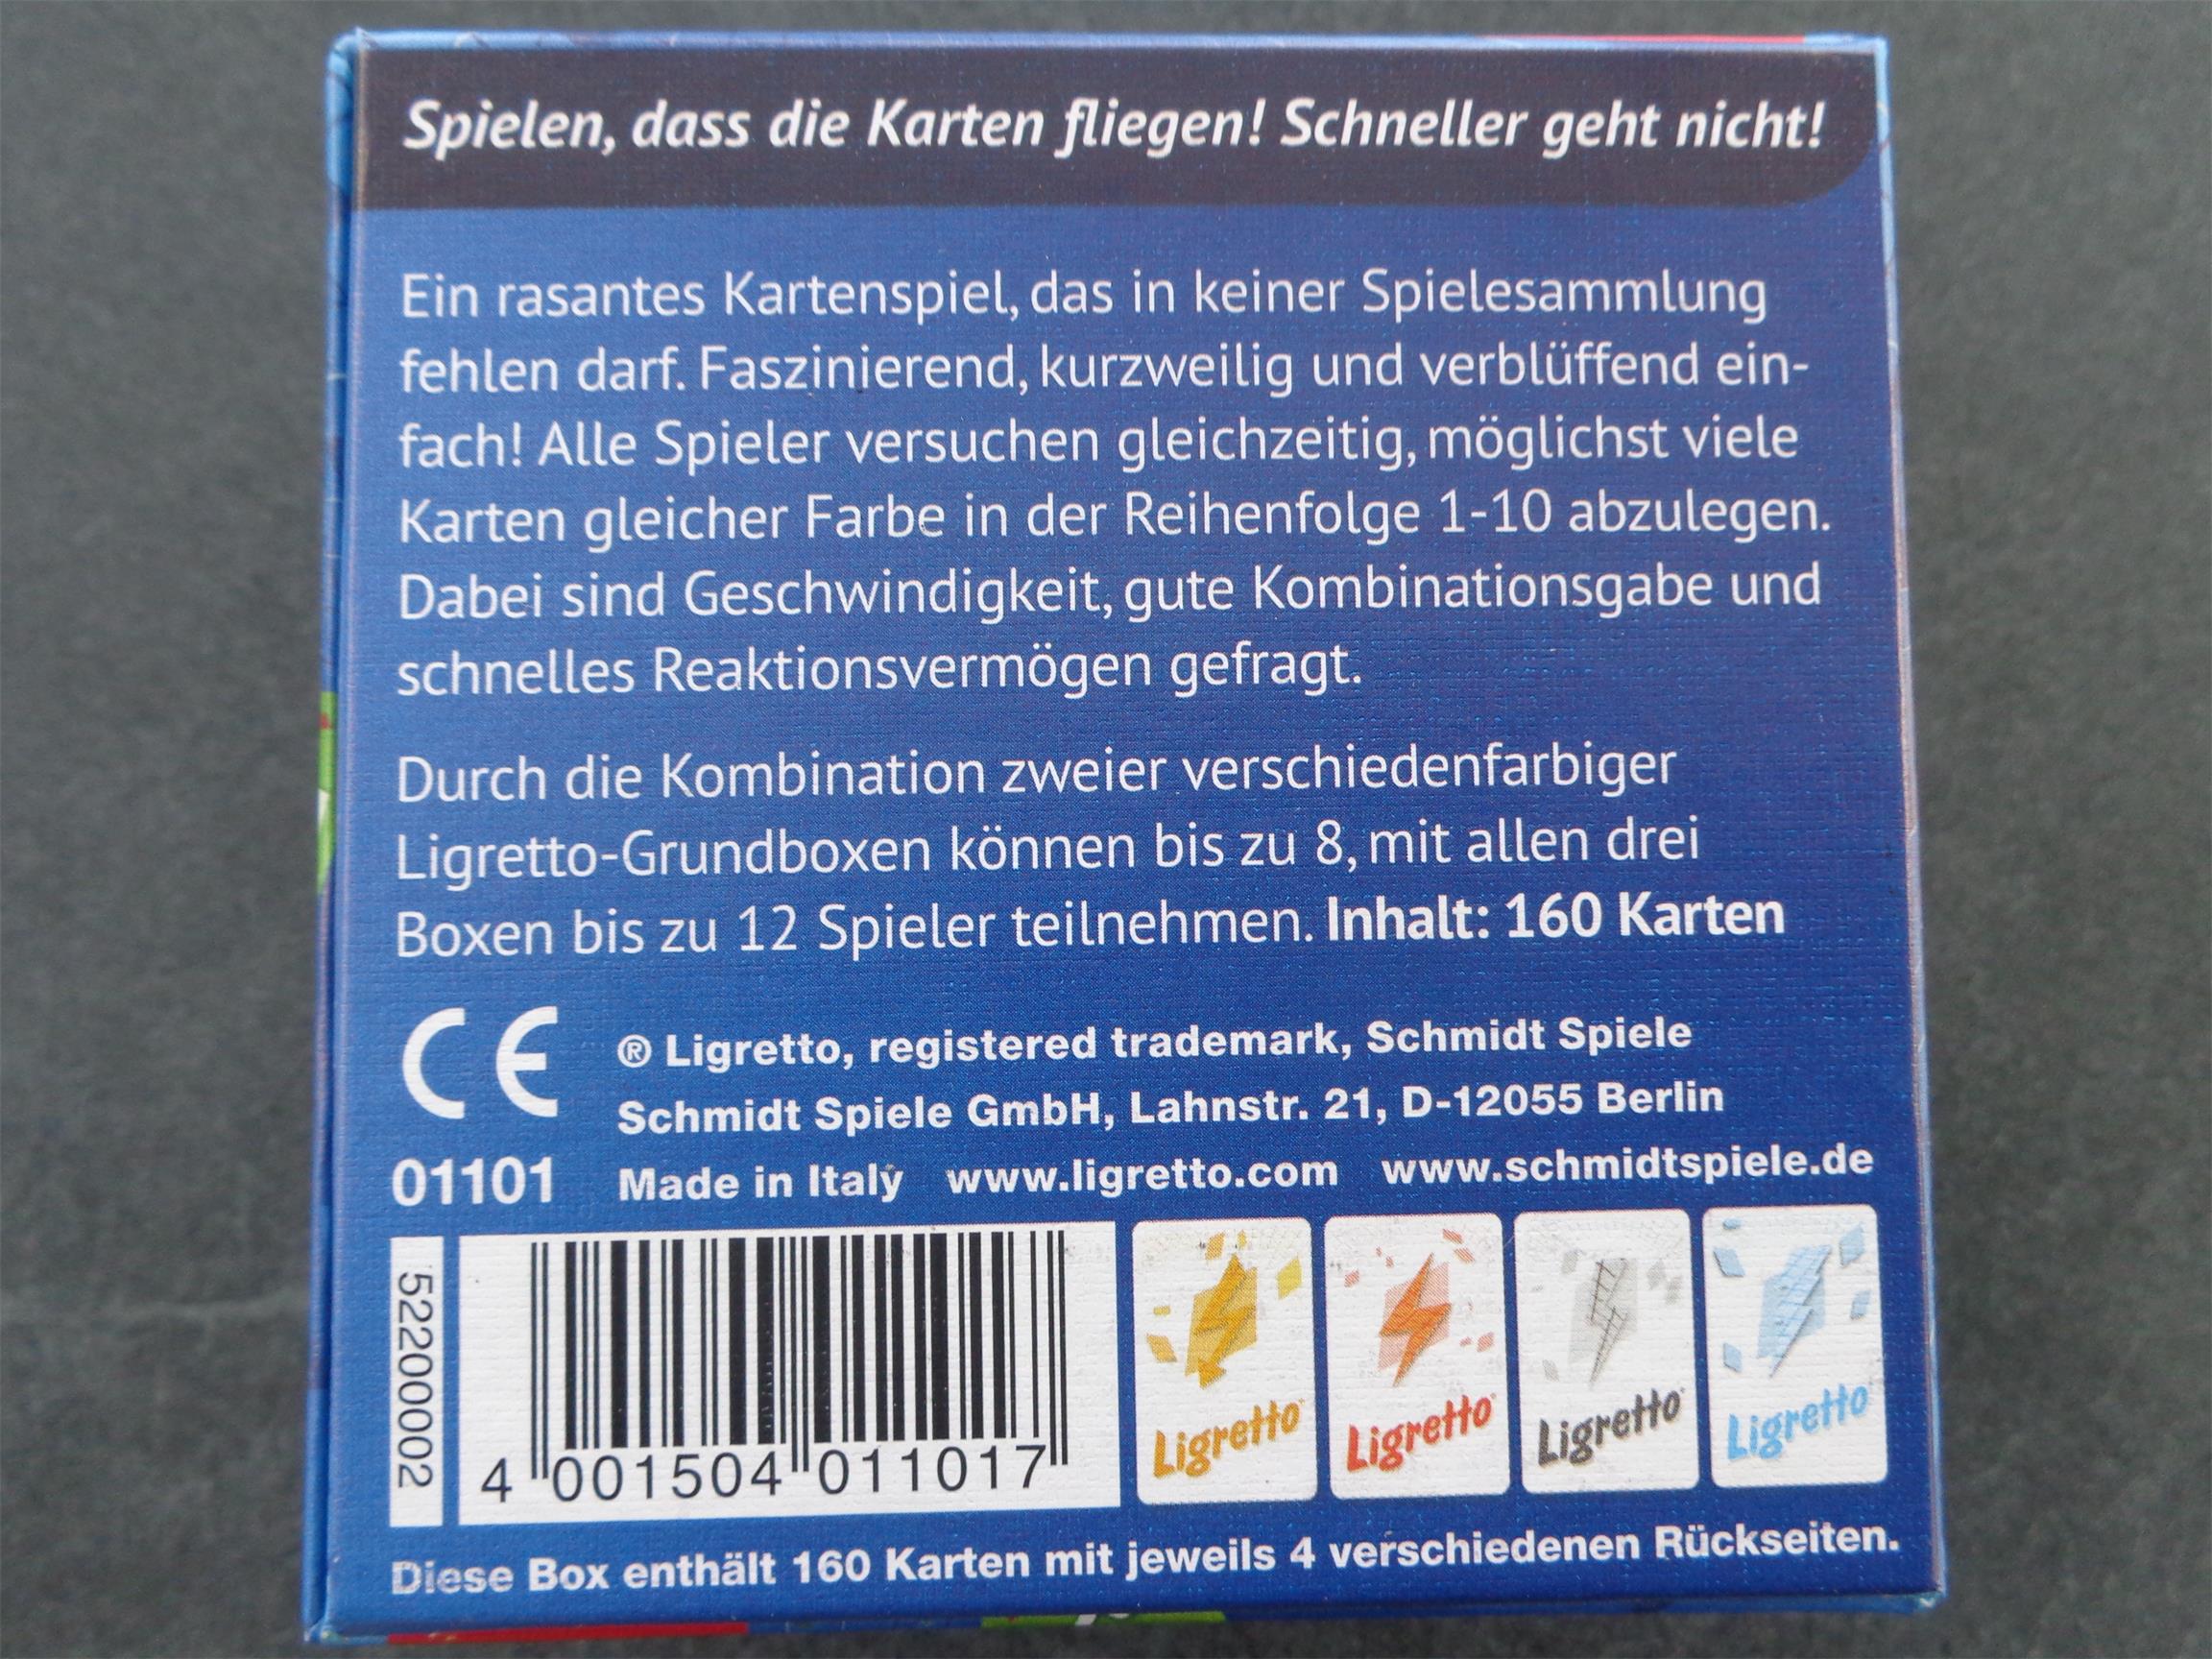 Spielen, dass die Karten fliegen! Schneller geht nicht!
Ein rasantes Kartenspiel, das in keiner Spielesammlung
fehlen darf. Faszinierend, kurzweilig und verblüffend ein-
fach! Alle Spieler versuchen gleichzeitig, möglichst viele
Karten gleicher Farbe in der Reihenfolge 1-10 abzulegen.
Dabei sind Geschwindigkeit, gute Kombinationsgabe und
schnelles Reaktionsvermögen gefragt.
Durch die Kombination zweier verschiedenfarbiger
Ligretto-Grundboxen können bis zu 8, mit allen drei
Boxen bis zu 12 Spieler teilnehmen. Inhalt: 160 Karten
CE
® Ligretto, registered trademark, Schmidt Spiele
Schmidt Spiele GmbH, Lahnstr. 21, D-12055 Berlin
01101 Made in Italy www.ligretto.com www.schmidtspiele.de
52200002
4 001504 011017
Ligretto® Ligretto® Ligretto® Ligretto®
Diese Box enthält 160 Karten mit jeweils 4 verschiedenen Rückseiten.